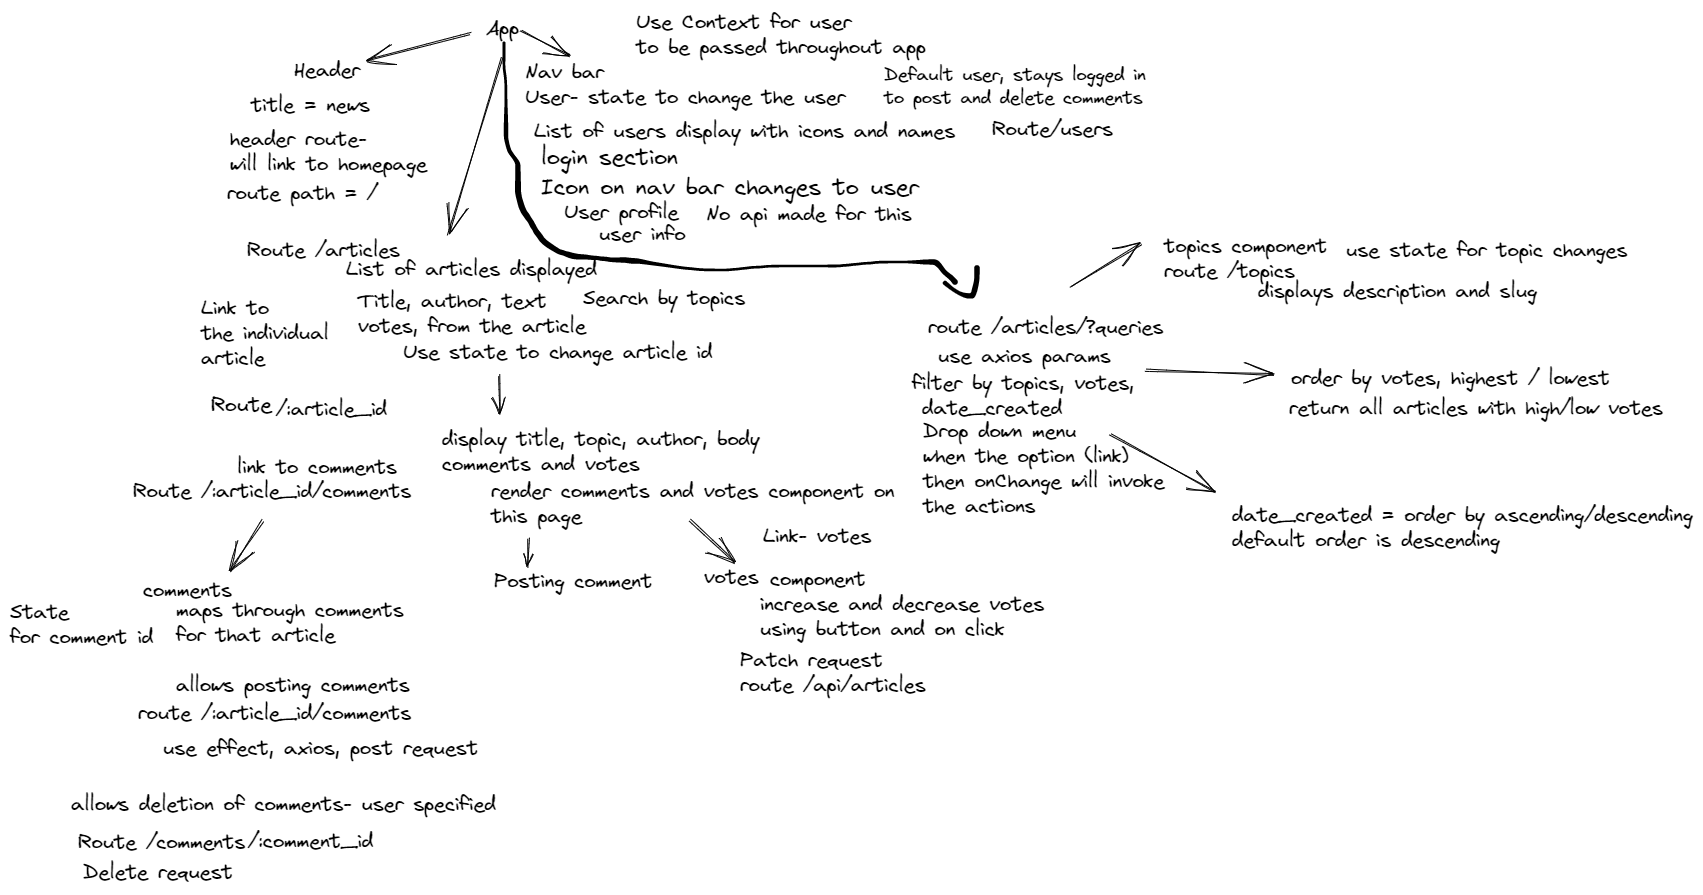 App
Use Context for user
to be passed throughout app
Header
title = news
header route-
will link to homepage
route path = /
Nav bar
User- state to change the user
Default user, stays logged in
to post and delete comments
List of users display with icons and names
Route/users
login section
Icon on nav bar changes to user
User profile
No api made for this
user info
Route /articles
List of articles displayed
Title, author, text
votes, from the article
Search by topics
Link to
the individual
article
Use state to change article id
Route/:article_id
display title, topic, author, body
comments and votes
link to comments
Route /:article_id/comments
render comments and votes component on
this page
Posting comment
Link- votes
votes component
increase and decrease votes
using button and on click
Patch request
route /api/articles
comments
State
for comment id
maps through comments
for that article
allows posting comments
route /:article_id/comments
use effect, axios, post request
allows deletion of comments- user specified
Route /comments/:comment_id
Delete request
topics component
use state for topic changes
route /topics
displays description and slug
route /articles/?queries
use axios params
filter by topics, votes,
date_created
Drop down menu
when the option (link)
then onChange will invoke
the actions
order by votes, highest / lowest
return all articles with high/low votes
date_created = order by ascending/descending
default order is descending